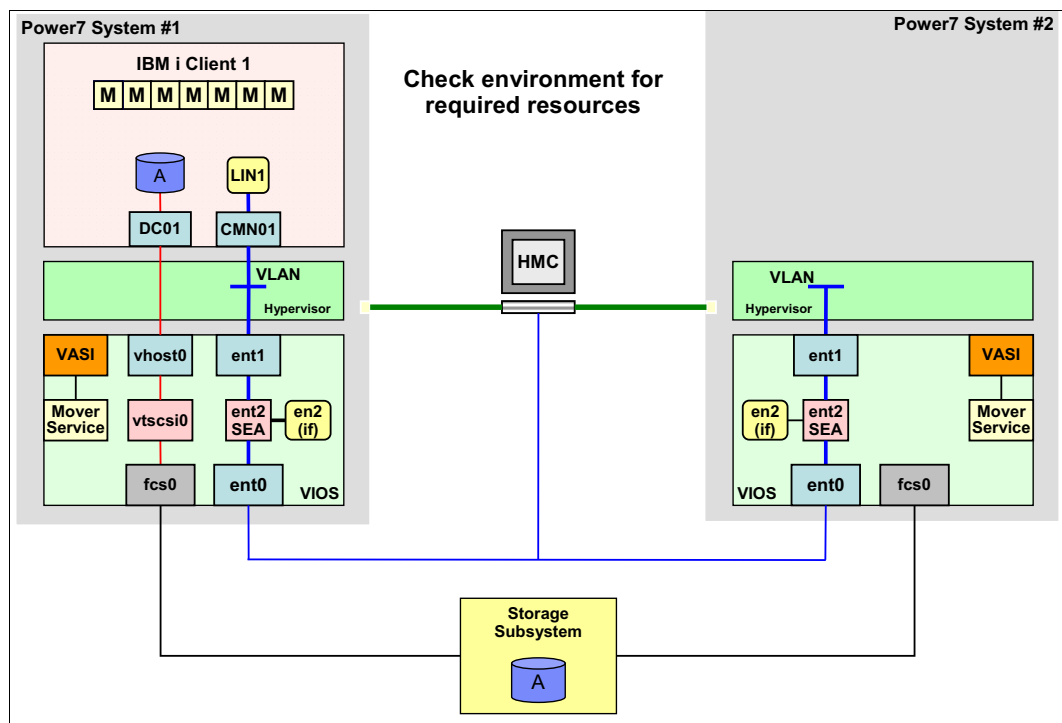 Power7 System #1
IBM i Client 1
M M M M M M M
A
LIN1
DC01
CMN01
VLAN
Hypervisor
VASI
vhost0
ent1
Mover
Service
vtscsi0
ent2
SEA
en2
(if)
fcs0
ent0
VIOS
Check environment for
required resources
HMC
Power7 System #2
VLAN
Hypervisor
ent1
VASI
en2
(if)
ent2
SEA
Mover
Service
VIOS
ent0
fcs0
Storage
Subsystem
A